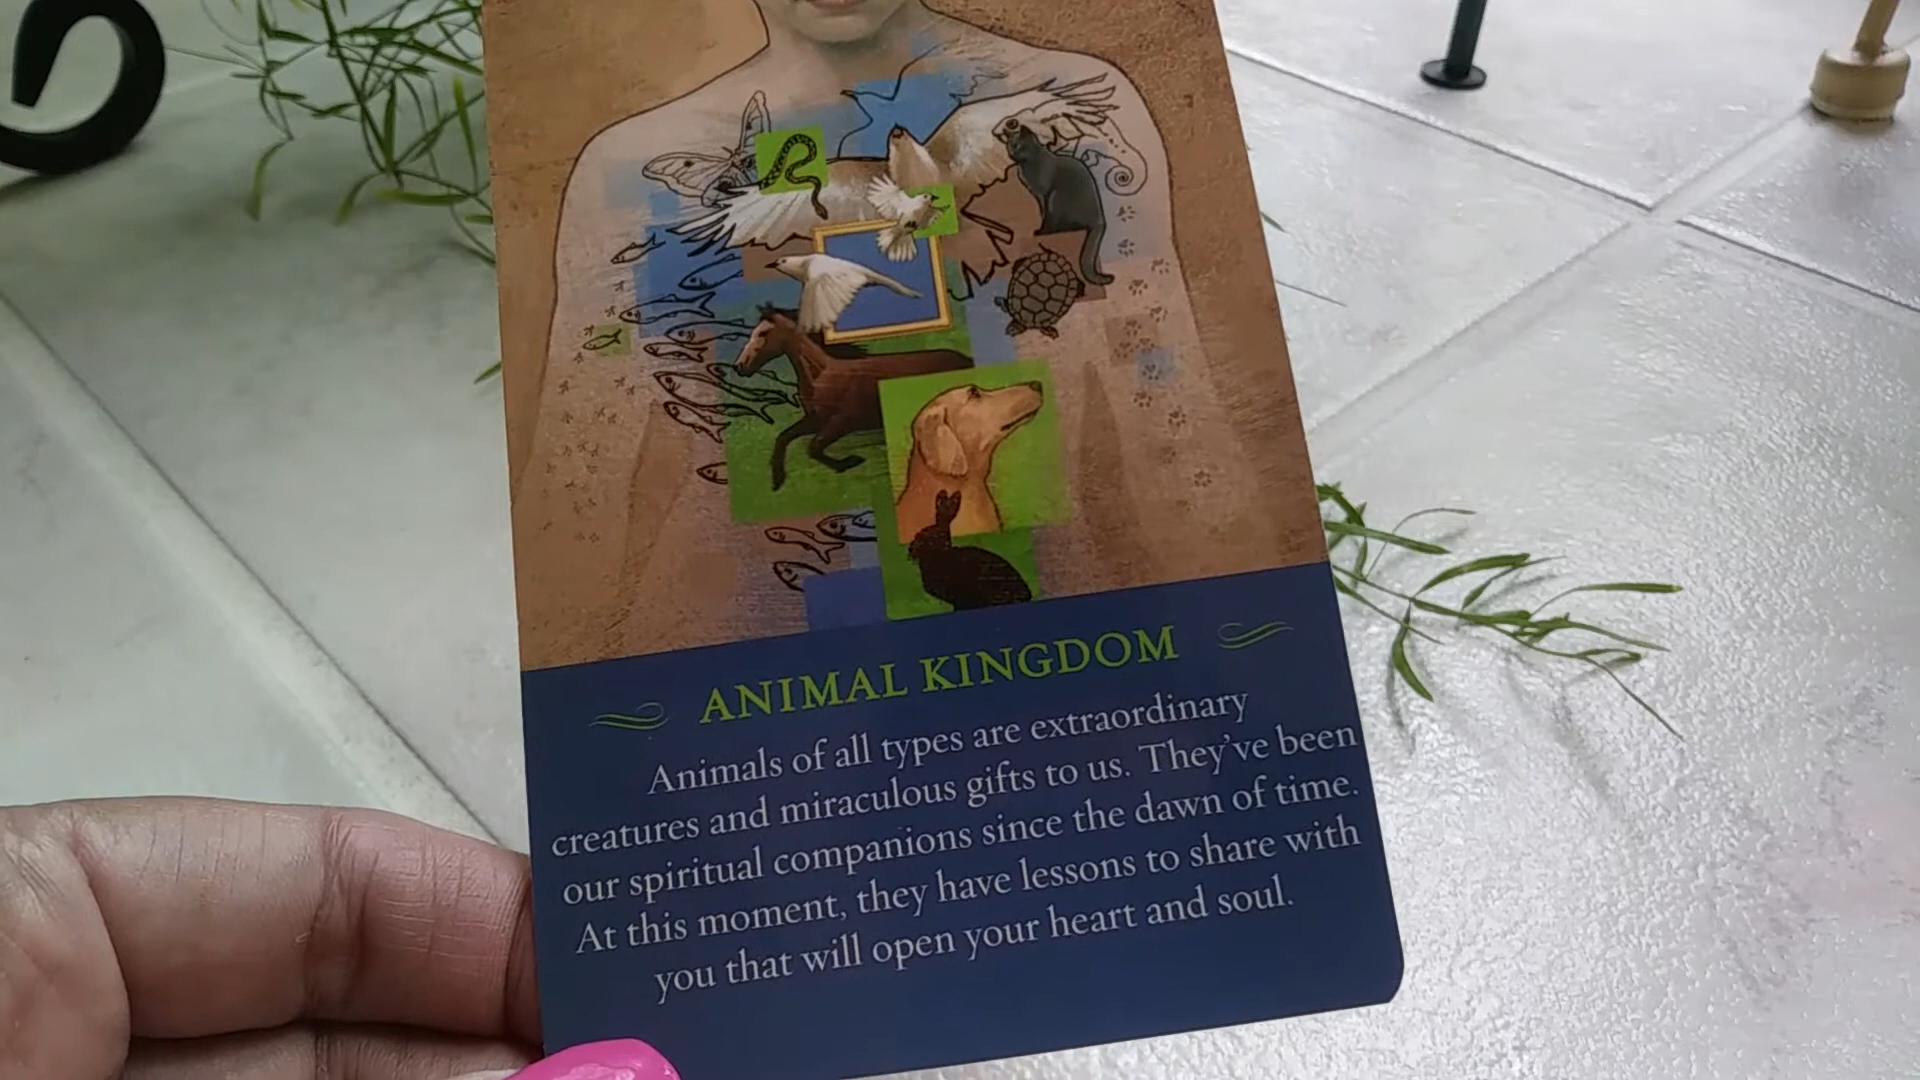 ANIMAL KINGDOM
Animals of all types are extraordinary
creatures and miraculous gifts to us. They've been
our spiritual companions since the dawn of time.
At this moment, they have lessons to share with
you that will open your heart and soul.